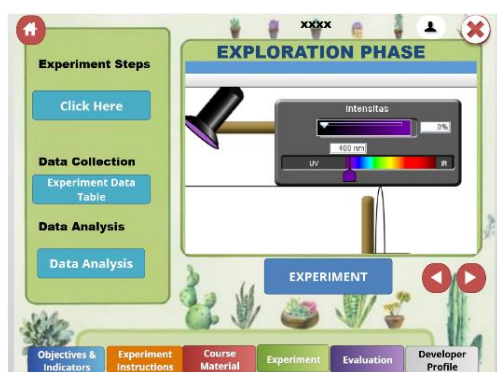 xxxx
EXPLORATION PHASE
Experiment Steps
Click Here
Data Collection
Experiment Data
Table
Data Analysis
Data Analysis
Intensitas
0%
400 nm
UV
IR
EXPERIMENT
Objectives &
Indicators
Experiment
Instructions
Course
Material
Experiment
Evaluation
Developer
Profile